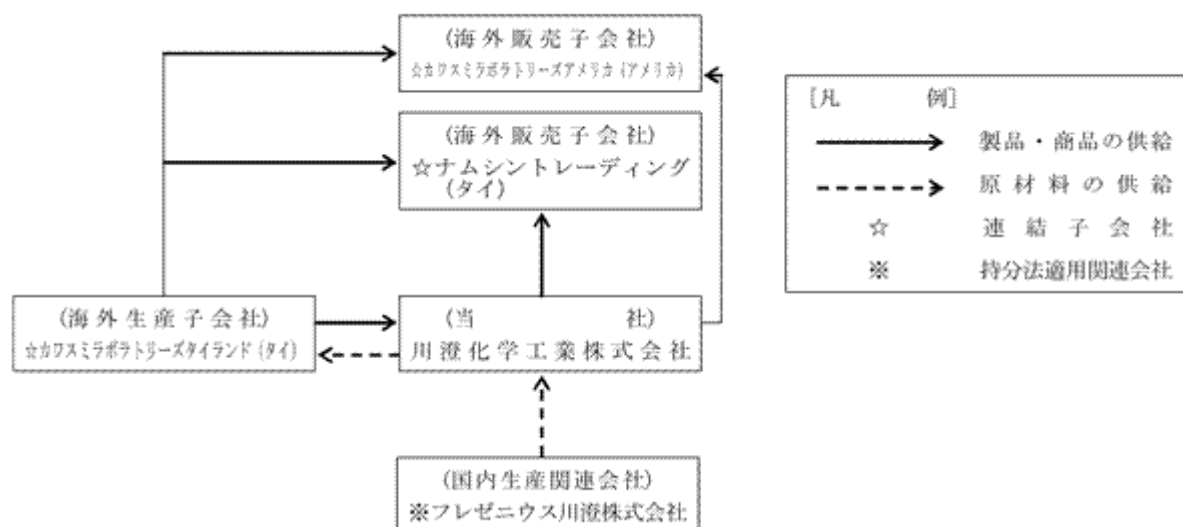 (海外販売子会社)
☆カワスミラボラトリーズアメリカ(アメリカ)
(海外販売子会社)
☆ナムシントレーディング
(タイ)
(海外生産子会社)
☆カワスミラボラトリーズタイランド(タイ)
(当 社)
川澄化学工業株式会社
(国内生産関連会社)
※フレゼニウス川澄株式会社
[凡 例]
製品・商品の供給
原材料の供給
☆ 連結子会社
※ 持分法適用関連会社